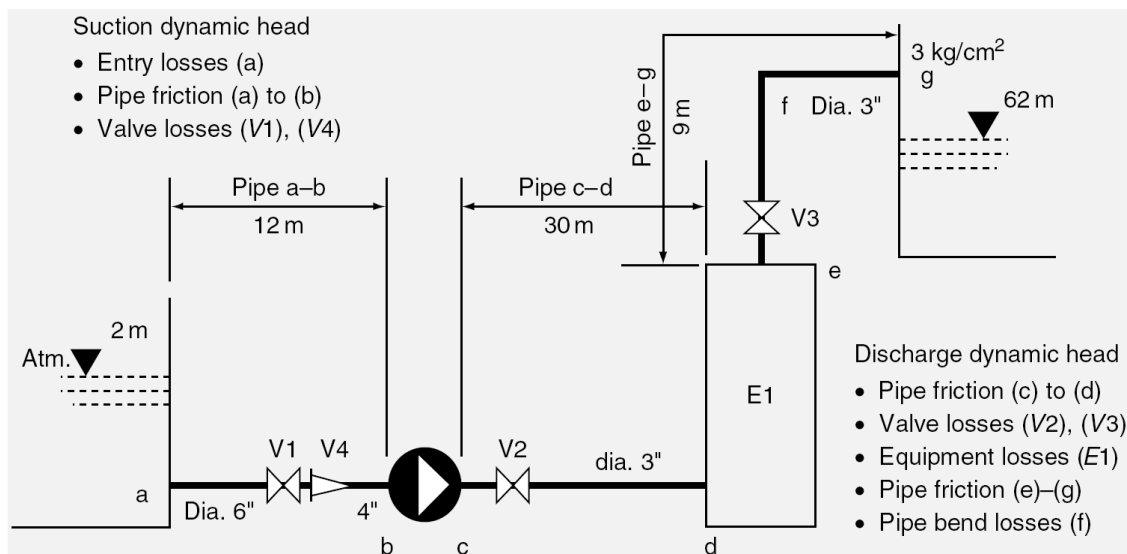 Suction dynamic head
• Entry losses (a)
• Pipe friction (a) to (b)
• Valve losses (V1), (V4)
Pipe e–g
9 m
3 kg/cm²
g
f Dia. 3"
62 m
Pipe a–b
12 m
Pipe c–d
30 m
V3
e
2 m
Atm.
E1
V1 V4
V2
dia. 3"
a
Dia. 6"
4"
b
c
d
Discharge dynamic head
• Pipe friction (c) to (d)
• Valve losses (V2), (V3)
• Equipment losses (E1)
• Pipe friction (e)–(g)
• Pipe bend losses (f)